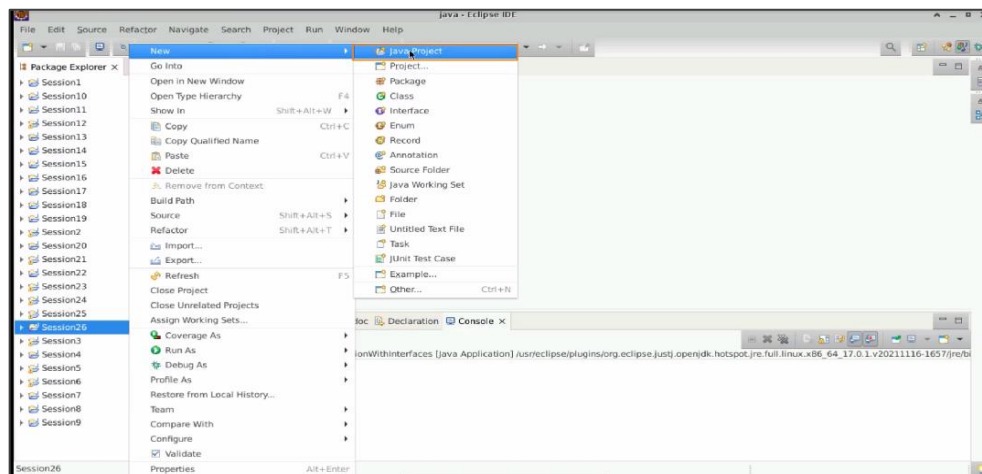 java - Eclipse IDE
File Edit Source Refactor Navigate Search Project Run Window Help
Package Explorer
Session1
Session10
Session11
Session12
Session13
Session14
Session15
Session16
Session17
Session18
Session19
Session2
Session20
Session21
Session22
Session23
Session24
Session25
Session26
Session3
Session4
Session5
Session6
Session7
Session8
Session9
New
Go Into
Open in New Window
Open Type Hierarchy F4
Show In Shift+Alt+W
Copy Ctrl+C
Copy Qualified Name
Paste Ctrl+V
Delete
Remove from Context
Build Path
Source Shift+Alt+S
Refactor Shift+Alt+T
Import...
Export...
Refresh F5
Close Project
Close Unrelated Projects
Assign Working Sets...
Coverage As
Run As
Debug As
Profile As
Restore from Local History...
Team
Compare With
Configure
Validate
Properties Alt+Enter
Java Project
Project...
Package
Class
Interface
Enum
Record
Annotation
Source Folder
Java Working Set
Folder
File
Untitled Text File
Task
JUnit Test Case
Example...
Other... Ctrl+N
doc Declaration Console
ionWithInterfaces [Java Application] /usr/eclipse/plugins/org.eclipse.justj.openjdk.hotspot.jre.full.linux.x86_64_17.0.1.v20211116-1657/jre/bi
Session26